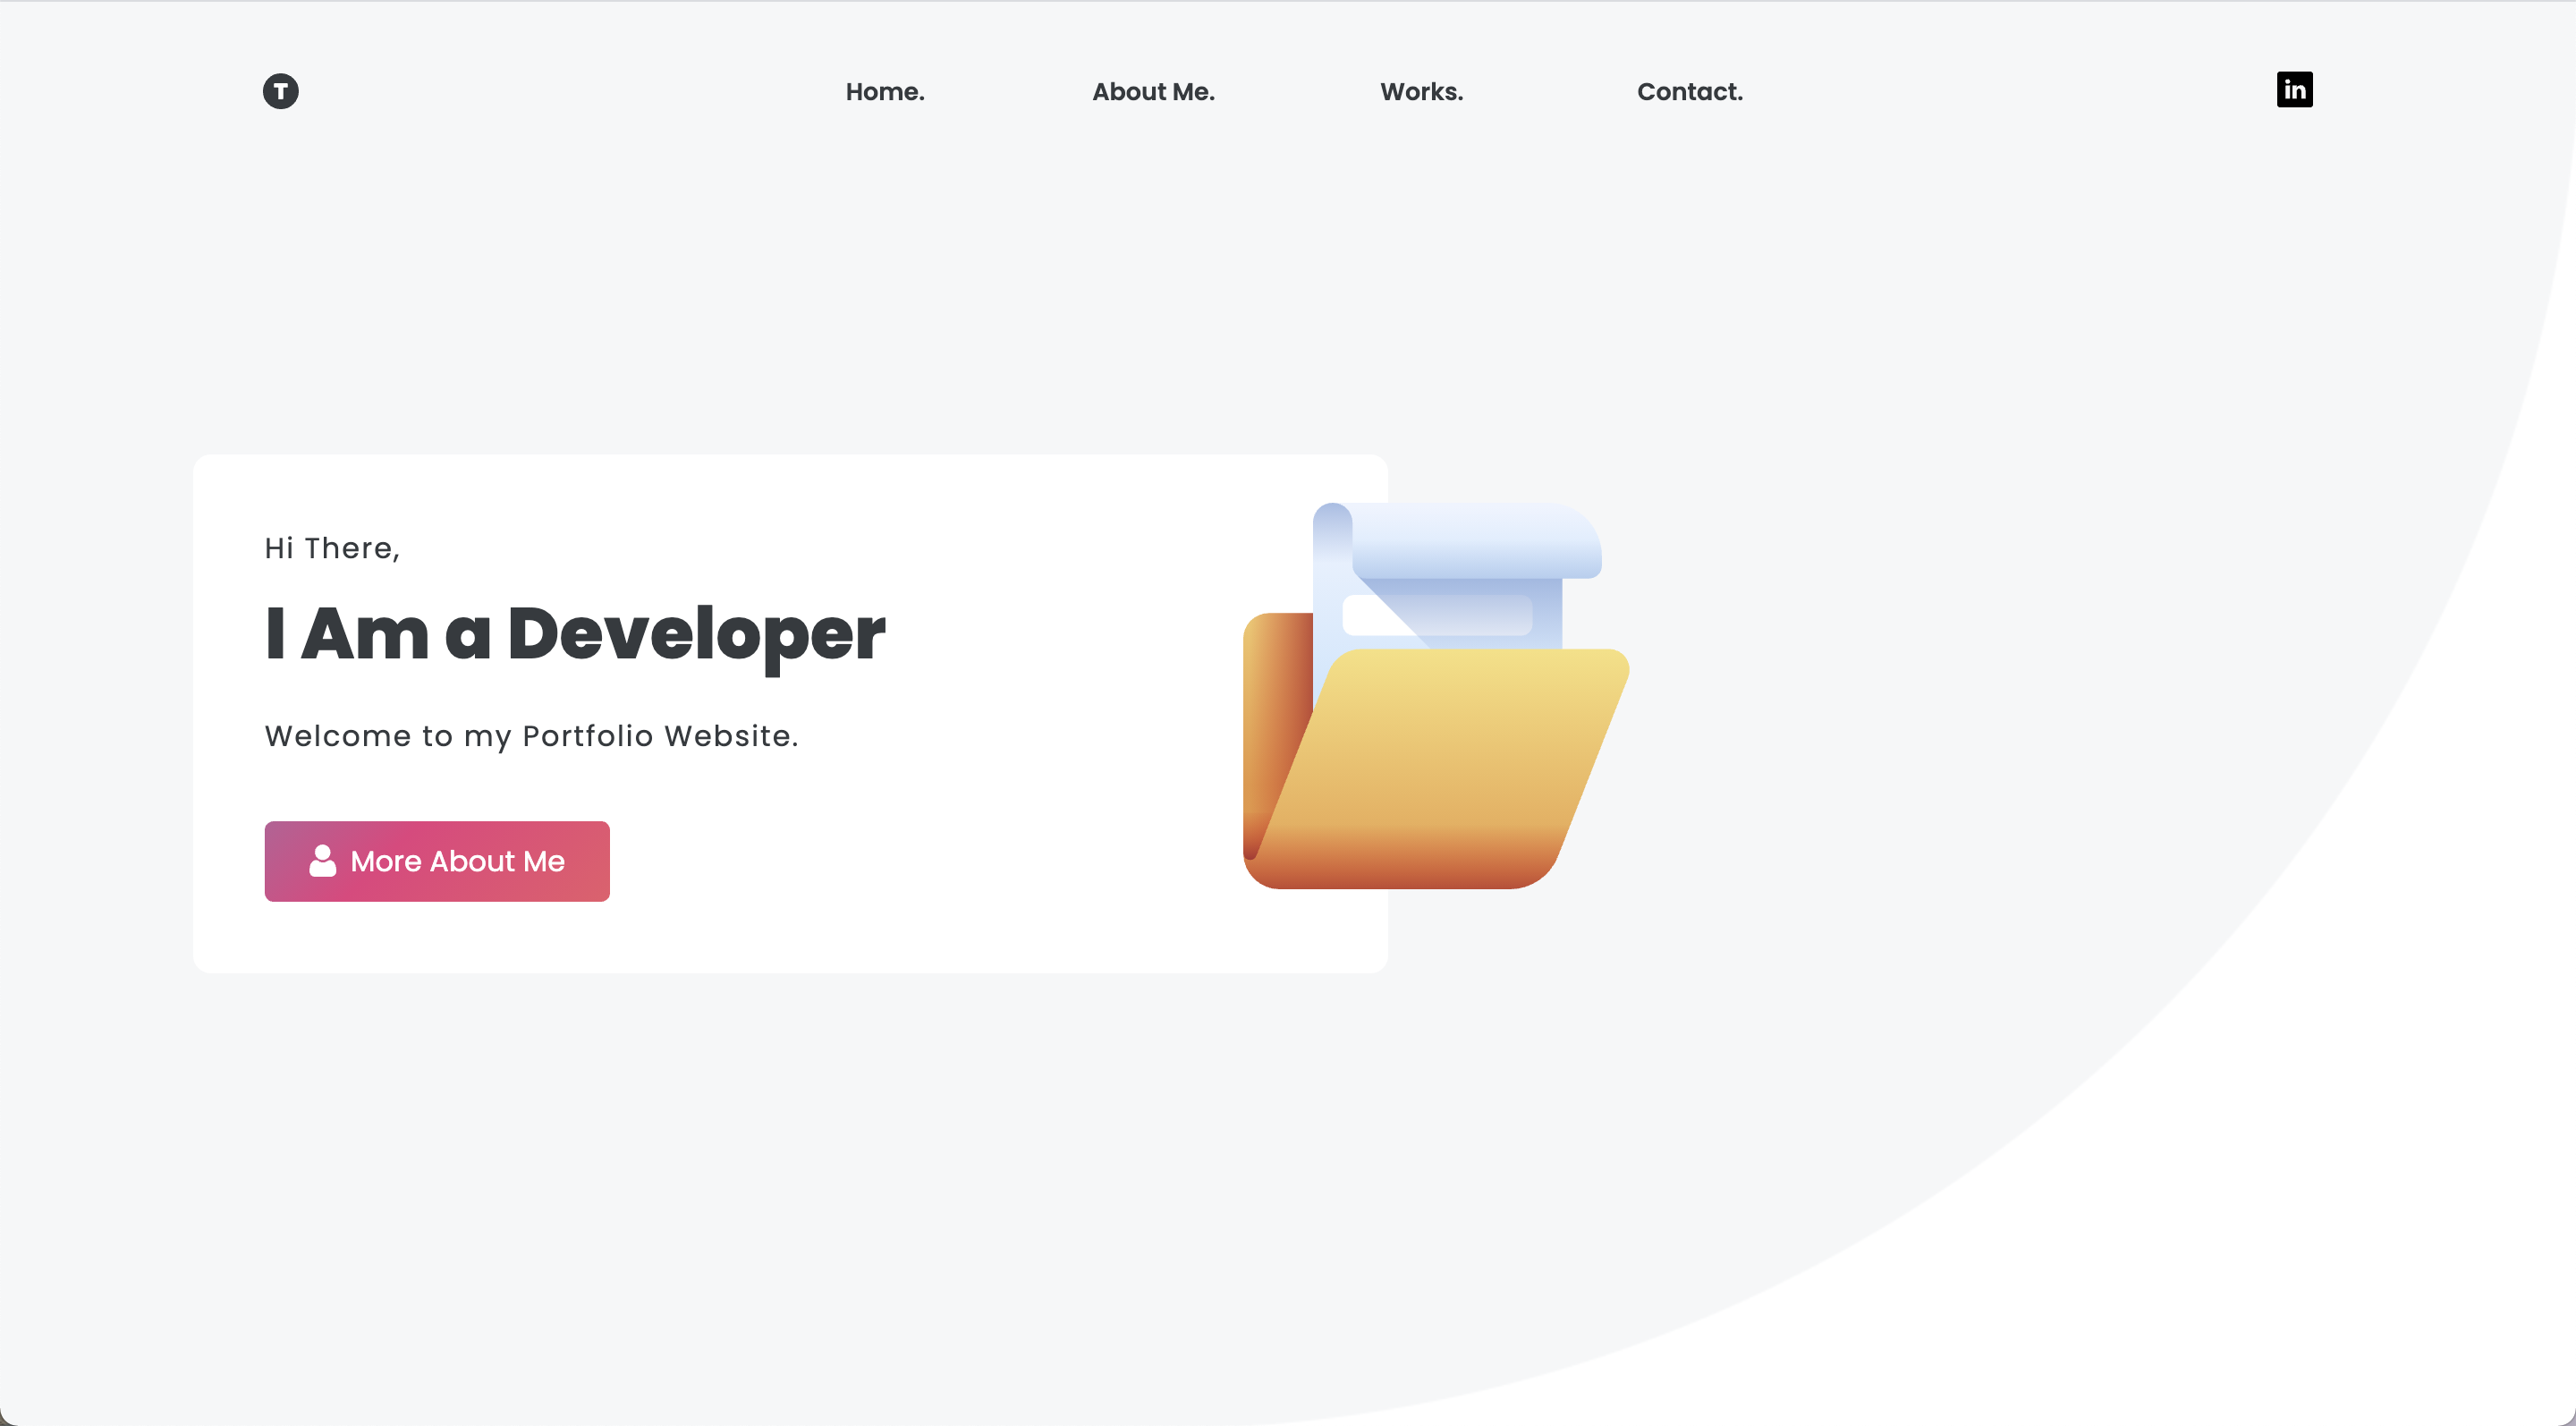 T
Home.
About Me.
Works.
Contact.
in
Hi There,
I Am a Developer
Welcome to my Portfolio Website.
More About Me